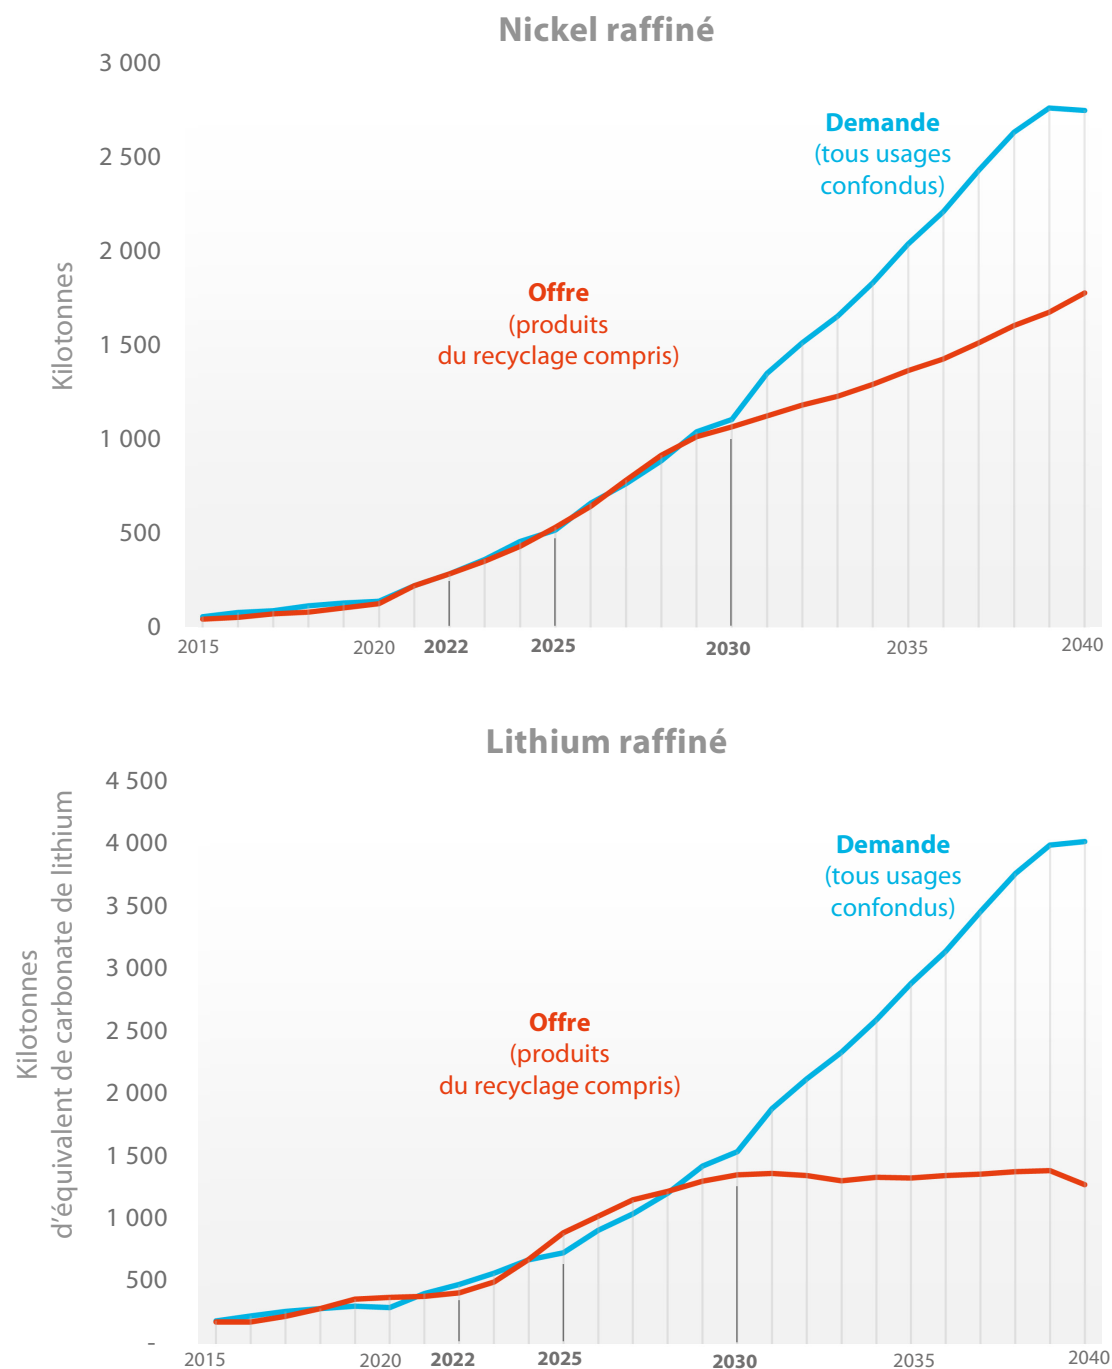 Nickel raffiné
3 000
2 500
2 000
1 500
1 000
500
0
Kilotonnes
Demande
(tous usages
confondus)
Offre
(produits
du recyclage compris)
2015
2020
2022
2025
2030
2035
2040
Lithium raffiné
4 500
4 000
3 500
3 000
2 500
2 000
1 500
1 000
500
-
Kilotonnes
d'équivalent de carbonate de lithium
Demande
(tous usages
confondus)
Offre
(produits
du recyclage compris)
2015
2020
2022
2025
2030
2035
2040